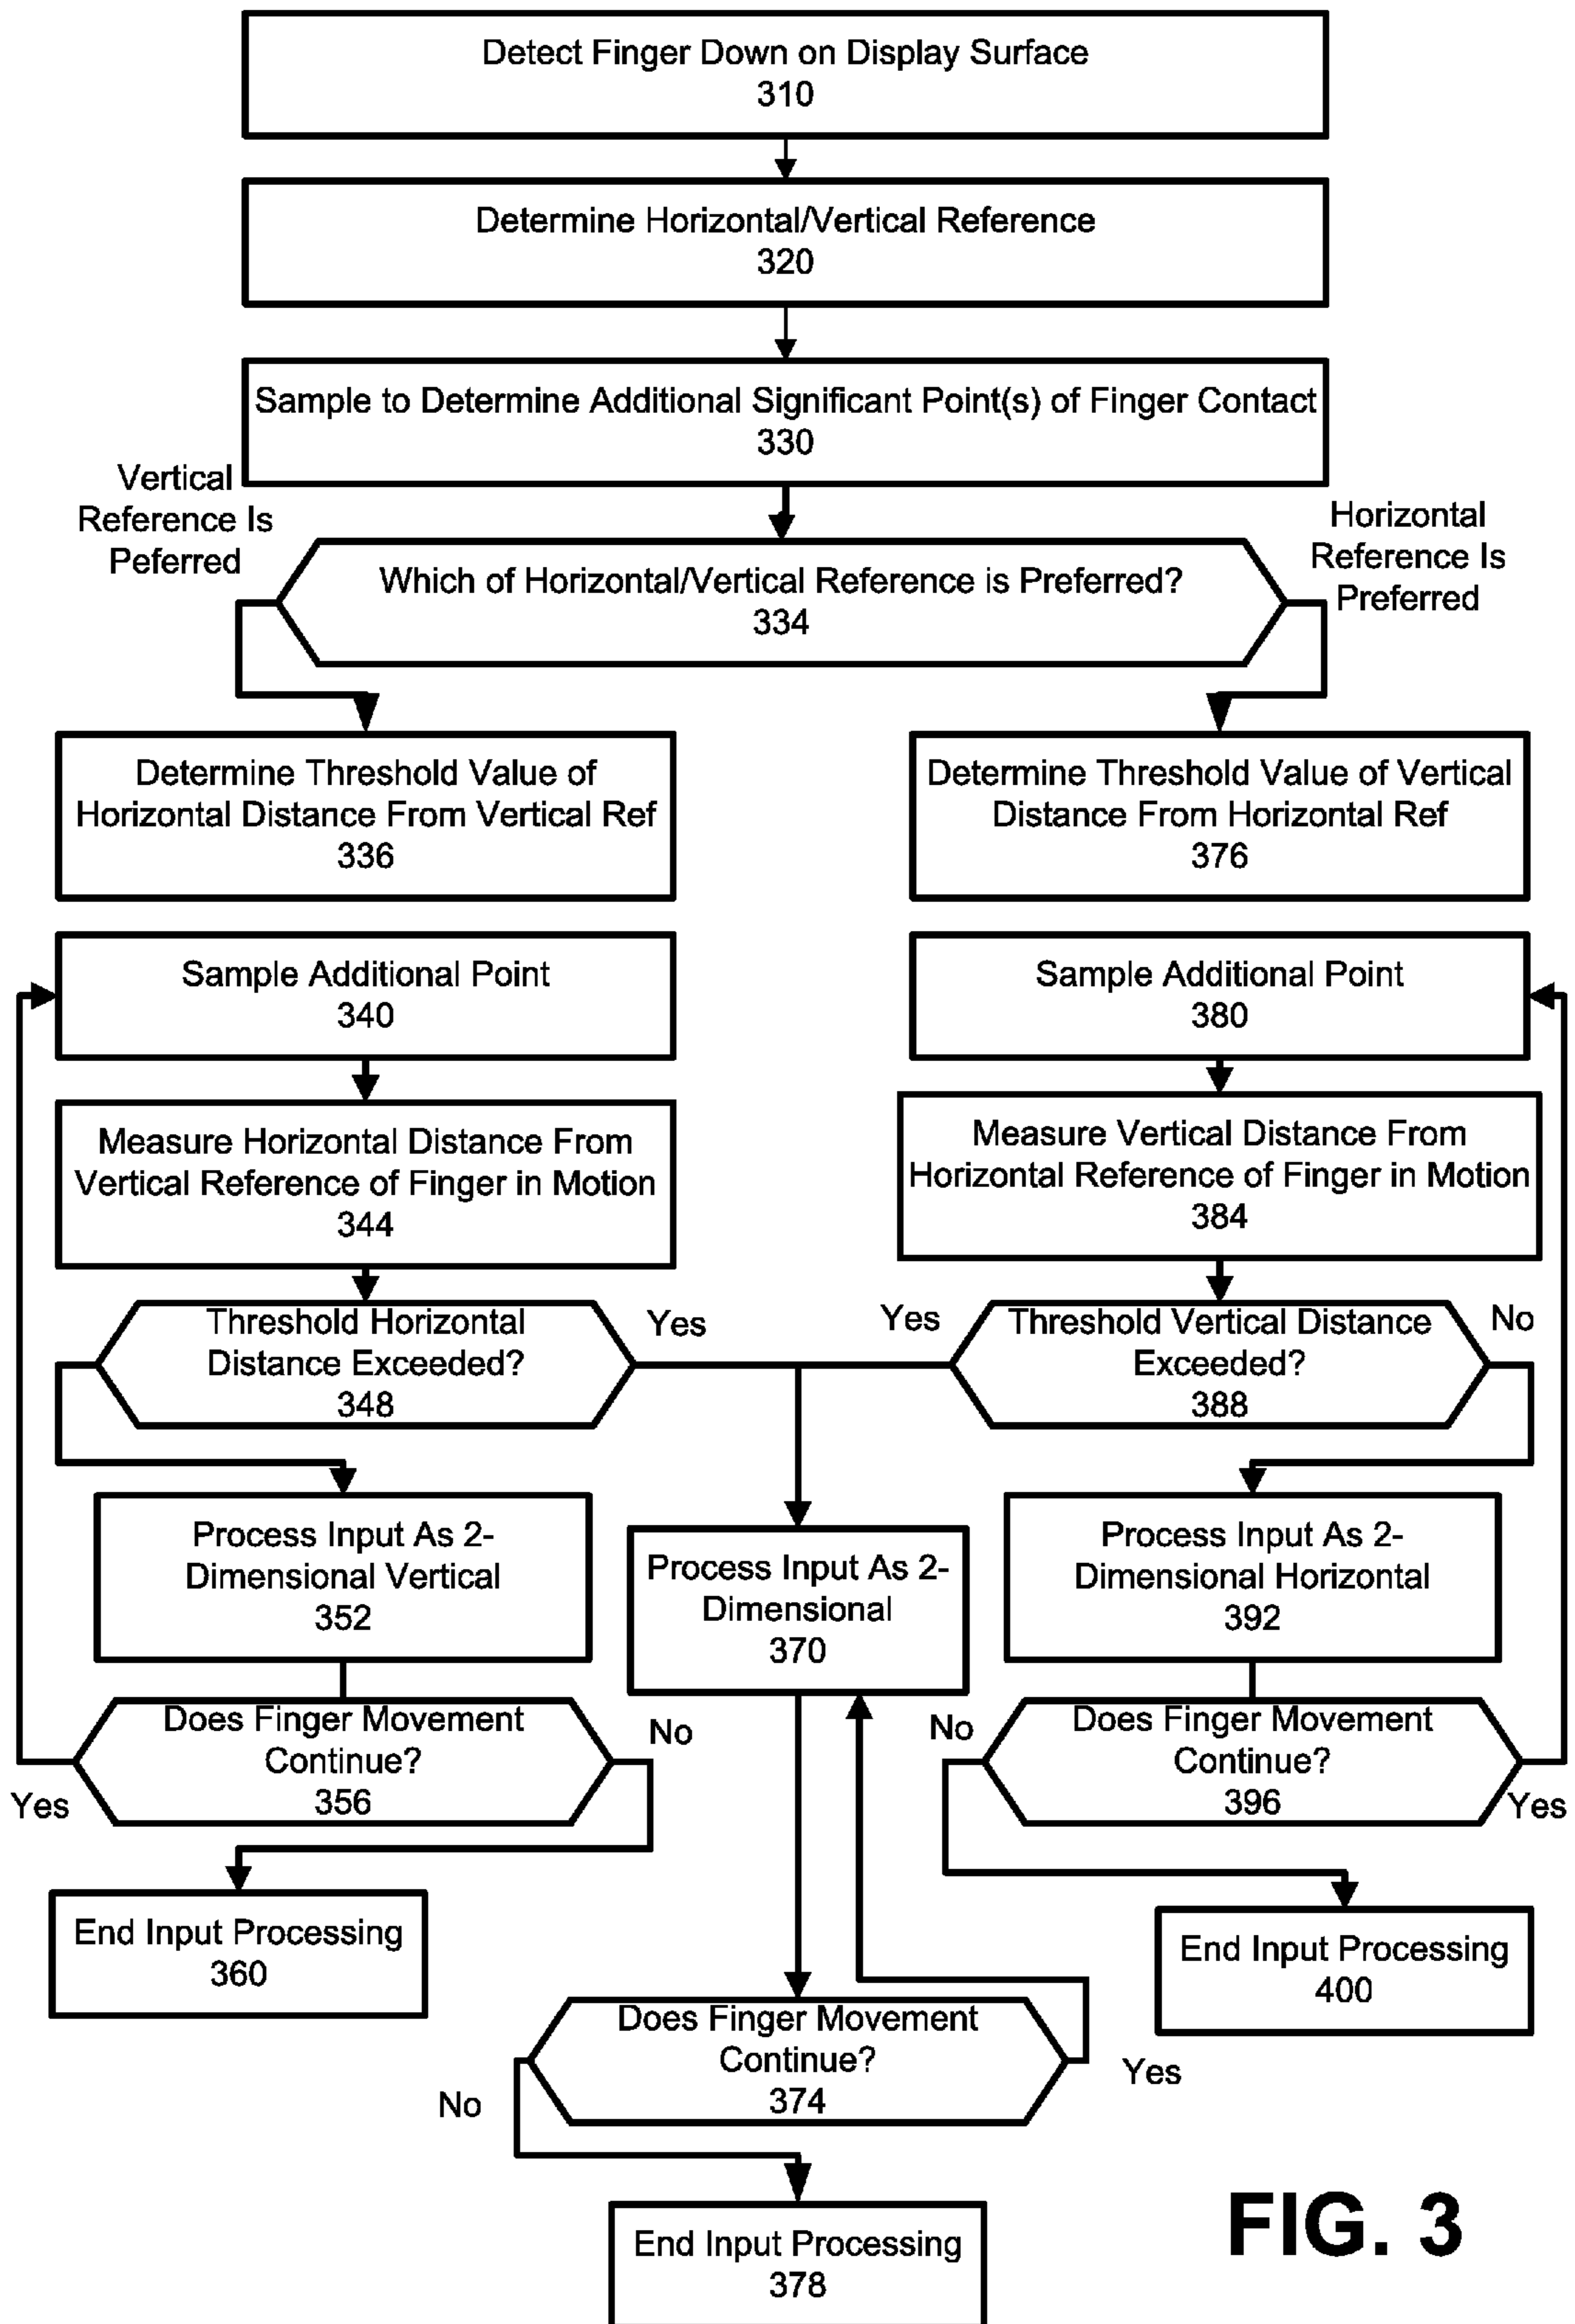 Detect Finger Down on Display Surface
310
Determine Horizontal/Vertical Reference
320
Sample to Determine Additional Significant Point(s) of Finger Contact
330
Vertical
Reference Is
Peferred
Horizontal
Reference Is
Preferred
Which of Horizontal/Vertical Reference is Preferred?
334
Determine Threshold Value of
Horizontal Distance From Vertical Ref
336
Determine Threshold Value of Vertical
Distance From Horizontal Ref
376
Sample Additional Point
340
Sample Additional Point
380
Measure Horizontal Distance From
Vertical Reference of Finger in Motion
344
Measure Vertical Distance From
Horizontal Reference of Finger in Motion
384
Threshold Horizontal
Distance Exceeded?
348
Yes
Yes
Threshold Vertical Distance
Exceeded?
388
No
Process Input As 2-
Dimensional Vertical
352
Process Input As 2-
Dimensional
370
Process Input As 2-
Dimensional Horizontal
392
Does Finger Movement
Continue?
356
No
Yes
No
Does Finger Movement
Continue?
396
Yes
End Input Processing
360
End Input Processing
400
Does Finger Movement
Continue?
374
Yes
No
End Input Processing
378
FIG. 3